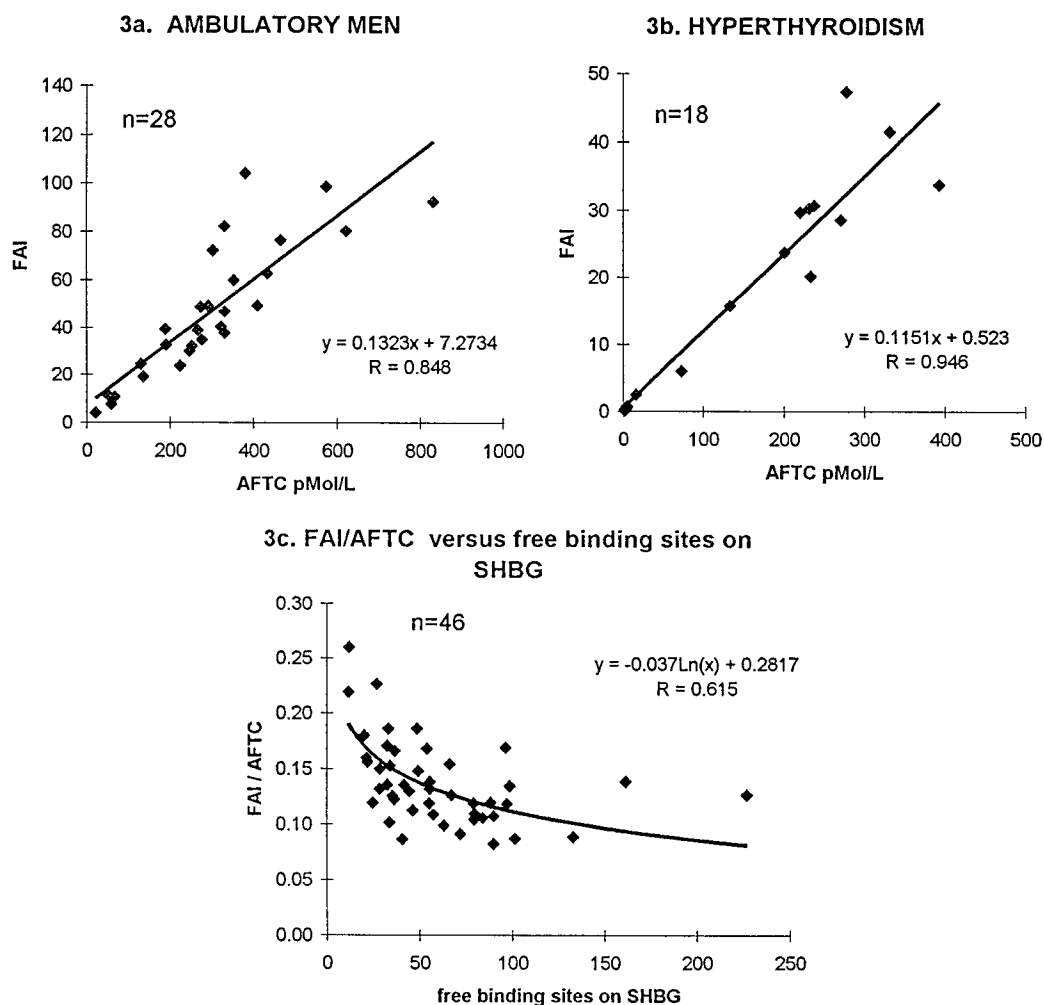 3a. AMBULATORY MEN
140
120
100
80
60
40
20
0
FAI
n=28
y = 0.1323x + 7.2734
R = 0.848
0 200 400 600 800 1000
AFTC pMol/L
3b. HYPERTHYROIDISM
50
40
30
20
10
0
FAI
n=18
y = 0.1151x + 0.523
R = 0.946
0 100 200 300 400 500
AFTC pMol/L
3c. FAI/AFTC versus free binding sites on
SHBG
0.30
0.25
0.20
0.15
0.10
0.05
0.00
FAI / AFTC
n=46
y = -0.037Ln(x) + 0.2817
R = 0.615
0 50 100 150 200 250
free binding sites on SHBG